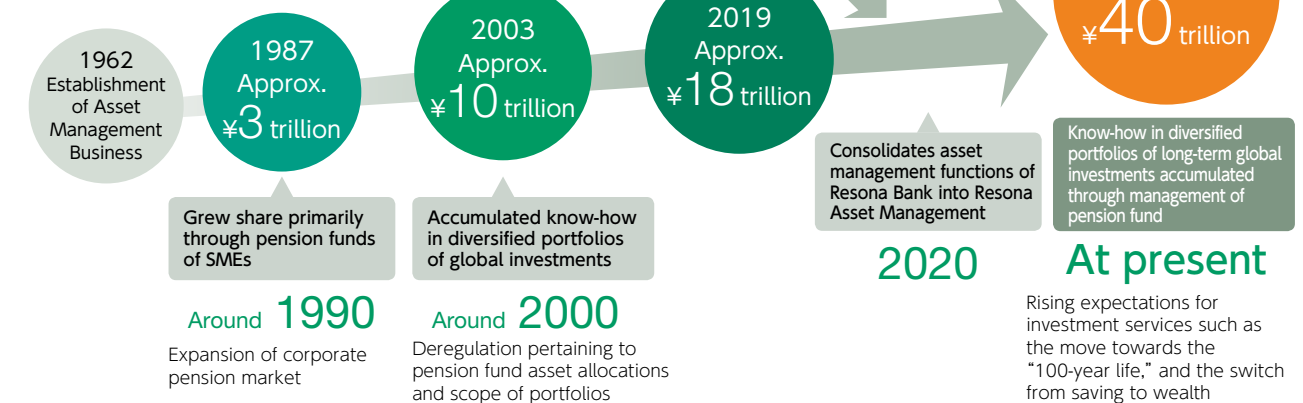 1962
Establishment
of Asset
Management
Business
1987
Approx.
¥3 trillion
2003
Approx.
¥10 trillion
2019
Approx.
¥18 trillion
¥40 trillion
Grew share primarily
through pension funds
of SMEs
Accumulated know-how
in diversified portfolios
of global investments
Consolidates asset
management functions of
Resona Bank into Resona
Asset Management
Know-how in diversified
portfolios of long-term global
investments accumulated
through management of
pension fund
Around 1990
Expansion of corporate
pension market
Around 2000
Deregulation pertaining to
pension fund asset allocations
and scope of portfolios
2020
At present
Rising expectations for
investment services such as
the move towards the
“100-year life,” and the switch
from saving to wealth